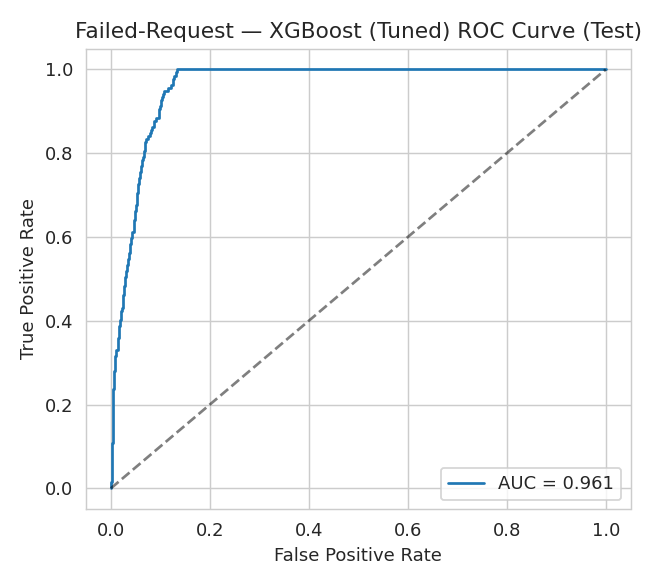 Failed-Request — XGBoost (Tuned) ROC Curve (Test)
1.0
0.8
0.6
0.4
0.2
0.0
True Positive Rate
AUC = 0.961
0.0 0.2 0.4 0.6 0.8 1.0
False Positive Rate